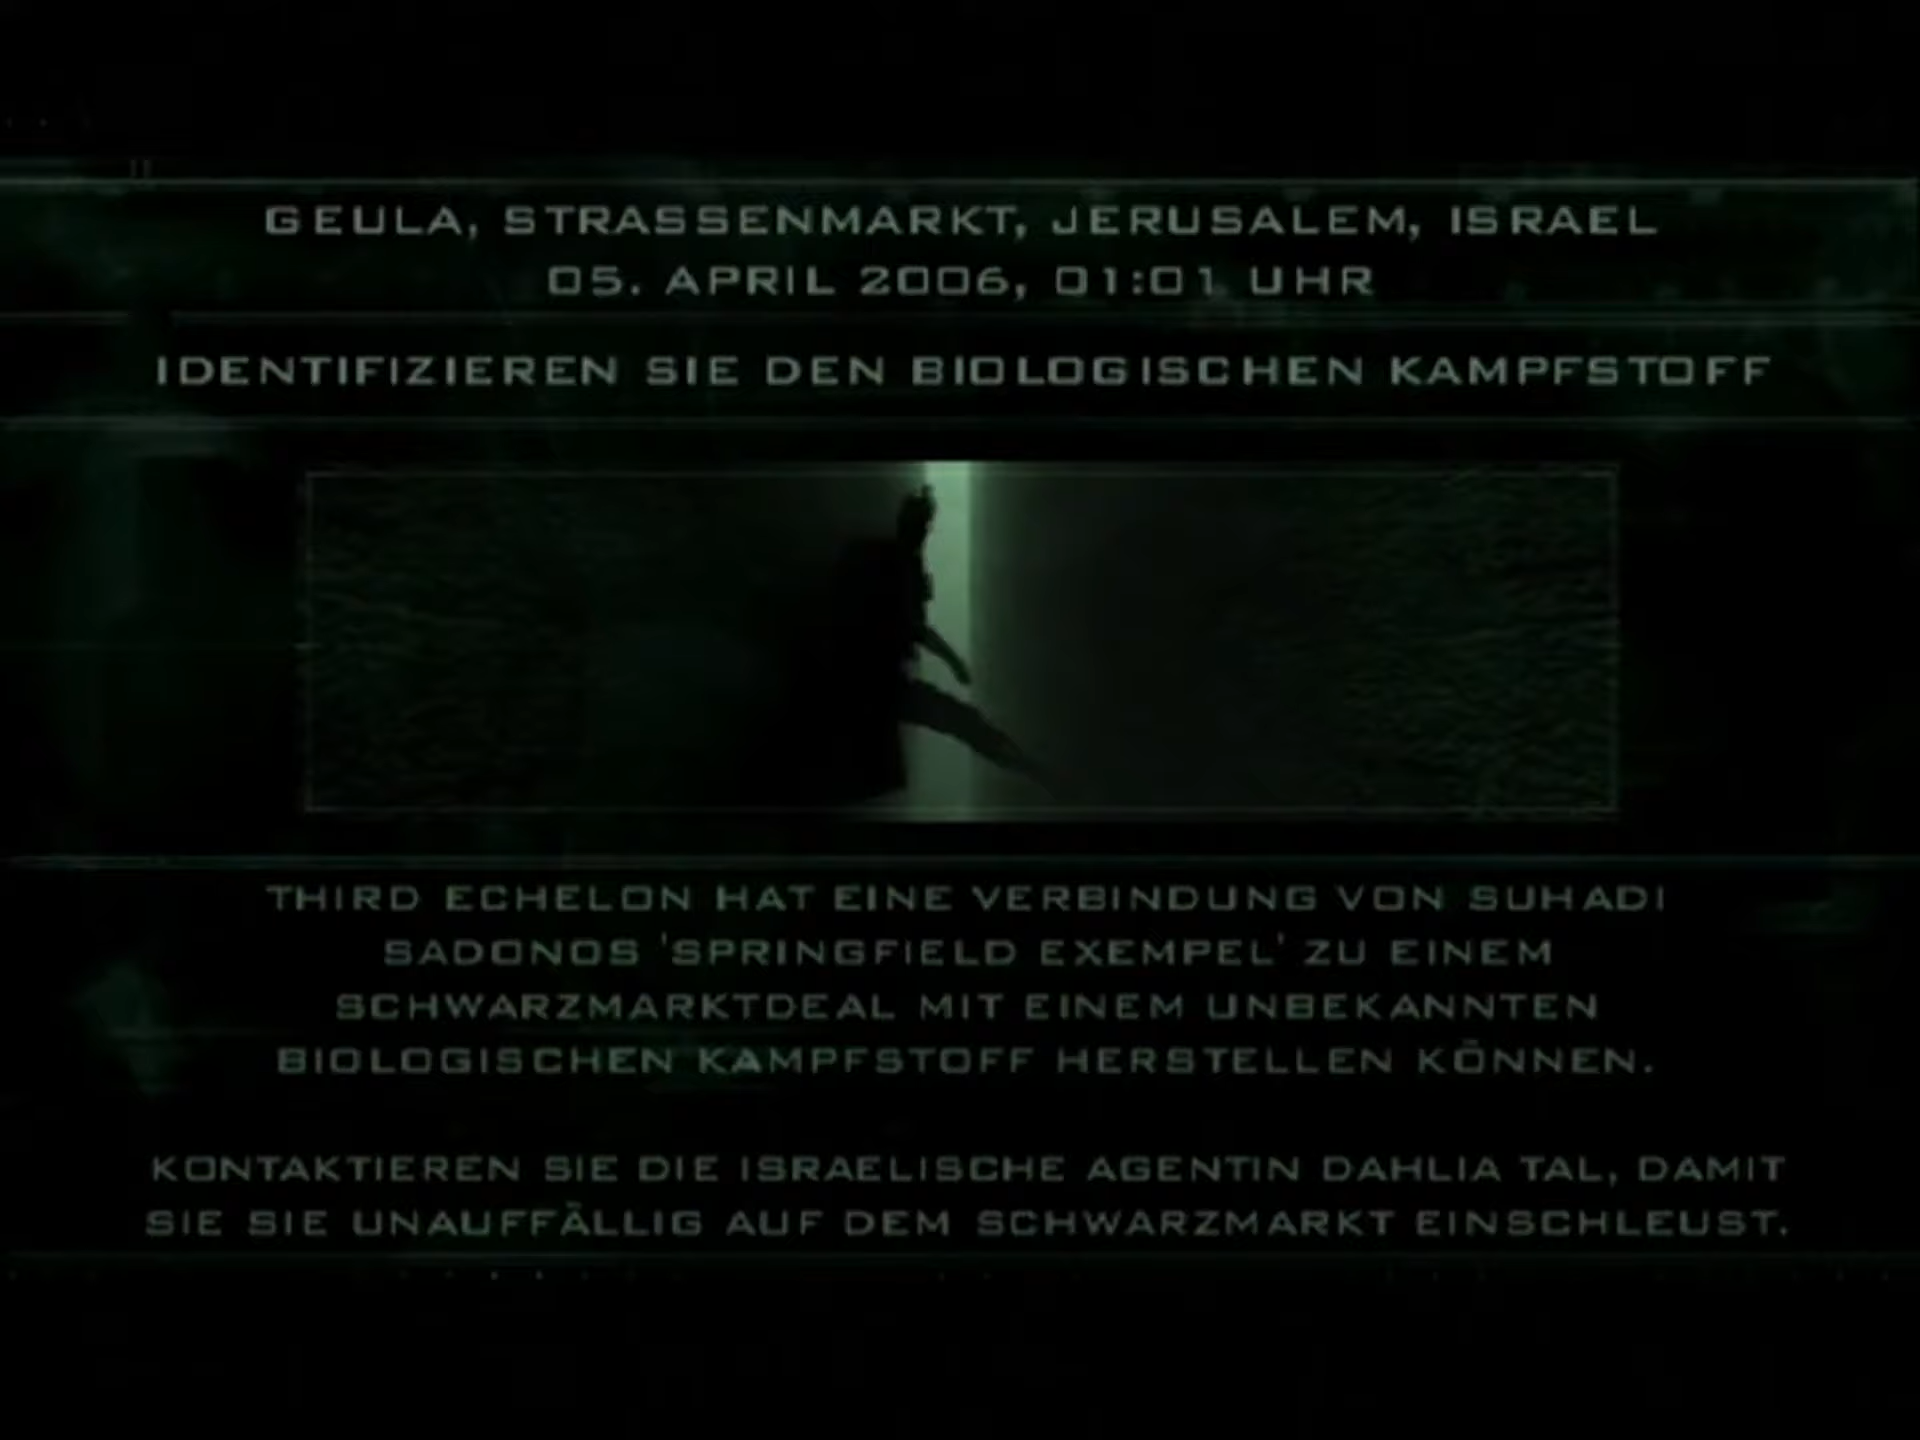 GEULA, STRASSENMARKT, JERUSALEM, ISRAEL
05. APRIL 2006, 01:01 UHR
IDENTIFIZIEREN SIE DEN BIOLOGISCHEN KAMPFSTOFF
THIRD ECHELON HAT EINE VERBINDUNG VON SUHADI
SADONOS 'SPRINGFIELD EXEMPEL' ZU EINEM
SCHWARZMARKTDEAL MIT EINEM UNBEKANNTEN
BIOLOGISCHEN KAMPFSTOFF HERSTELLEN KÖNNEN.
KONTAKTIEREN SIE DIE ISRAELISCHE AGENTIN DAHLIA TAL, DAMIT
SIE SIE UNAUFFÄLLIG AUF DEM SCHWARZMARKT EINSCHLEUST.